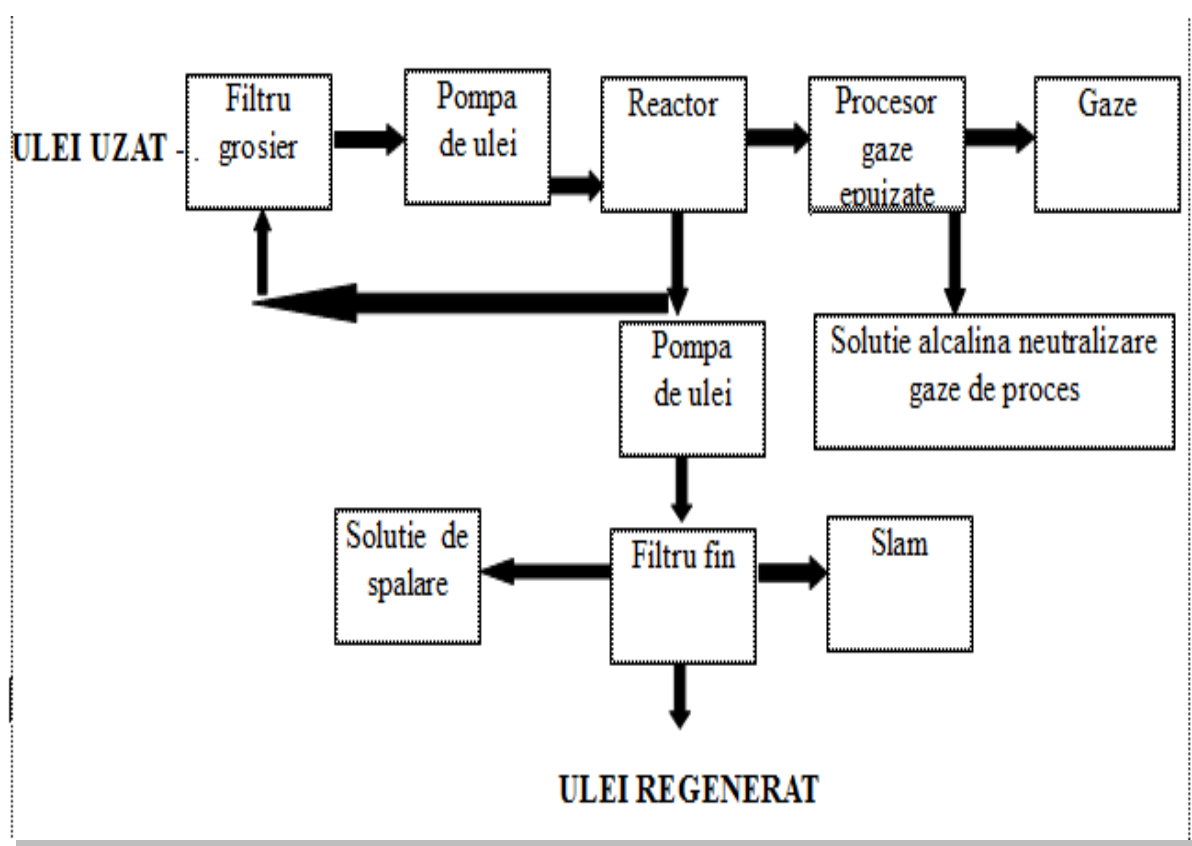 Filtru
grosier
Pompa
de ulei
Reactor
Procesor
gaze
epuizate
Gaze
ULEI UZAT - .
Pompa
de ulei
Solutie alcalina neutralizare
gaze de proces
Solutie de
spalare
Filtru fin
Slam
ULEI REGENERAT